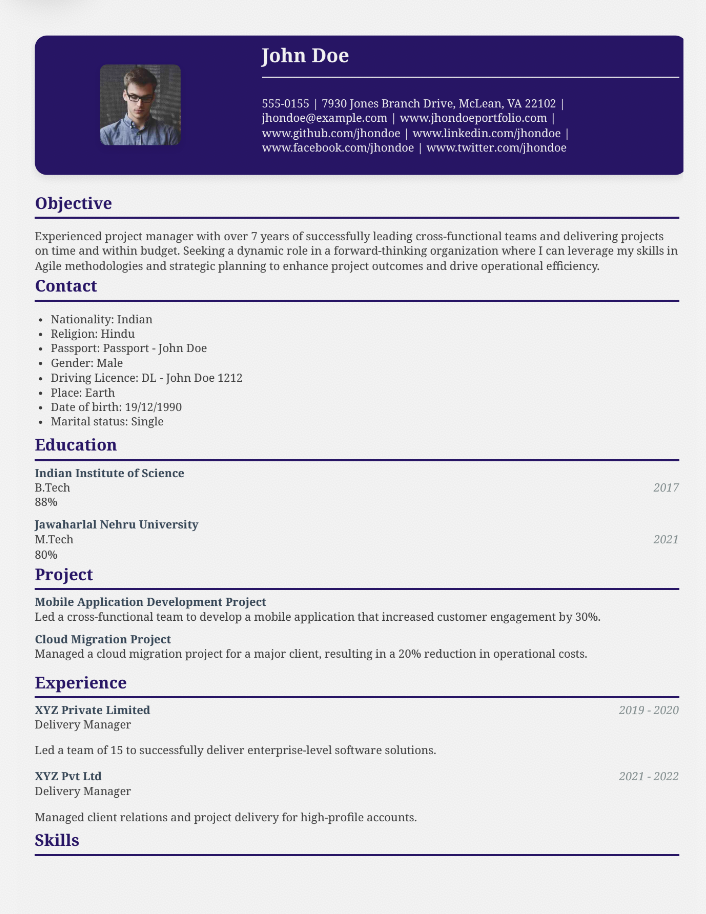 John Doe
555-0155 | 7930 Jones Branch Drive, McLean, VA 22102 |
jhondoe@example.com | www.jhondoeportfolio.com |
www.github.com/jhondoe | www.linkedin.com/jhondoe |
www.facebook.com/jhondoe | www.twitter.com/jhondoe
Objective
Experienced project manager with over 7 years of successfully leading cross-functional teams and delivering projects
on time and within budget. Seeking a dynamic role in a forward-thinking organization where I can leverage my skills in
Agile methodologies and strategic planning to enhance project outcomes and drive operational efficiency.
Contact
• Nationality: Indian
• Religion: Hindu
• Passport: Passport - John Doe
• Gender: Male
• Driving Licence: DL - John Doe 1212
• Place: Earth
• Date of birth: 19/12/1990
• Marital status: Single
Education
Indian Institute of Science
B.Tech 2017
88%
Jawaharlal Nehru University
M.Tech 2021
80%
Project
Mobile Application Development Project
Led a cross-functional team to develop a mobile application that increased customer engagement by 30%.
Cloud Migration Project
Managed a cloud migration project for a major client, resulting in a 20% reduction in operational costs.
Experience
XYZ Private Limited 2019 - 2020
Delivery Manager
Led a team of 15 to successfully deliver enterprise-level software solutions.
XYZ Pvt Ltd 2021 - 2022
Delivery Manager
Managed client relations and project delivery for high-profile accounts.
Skills